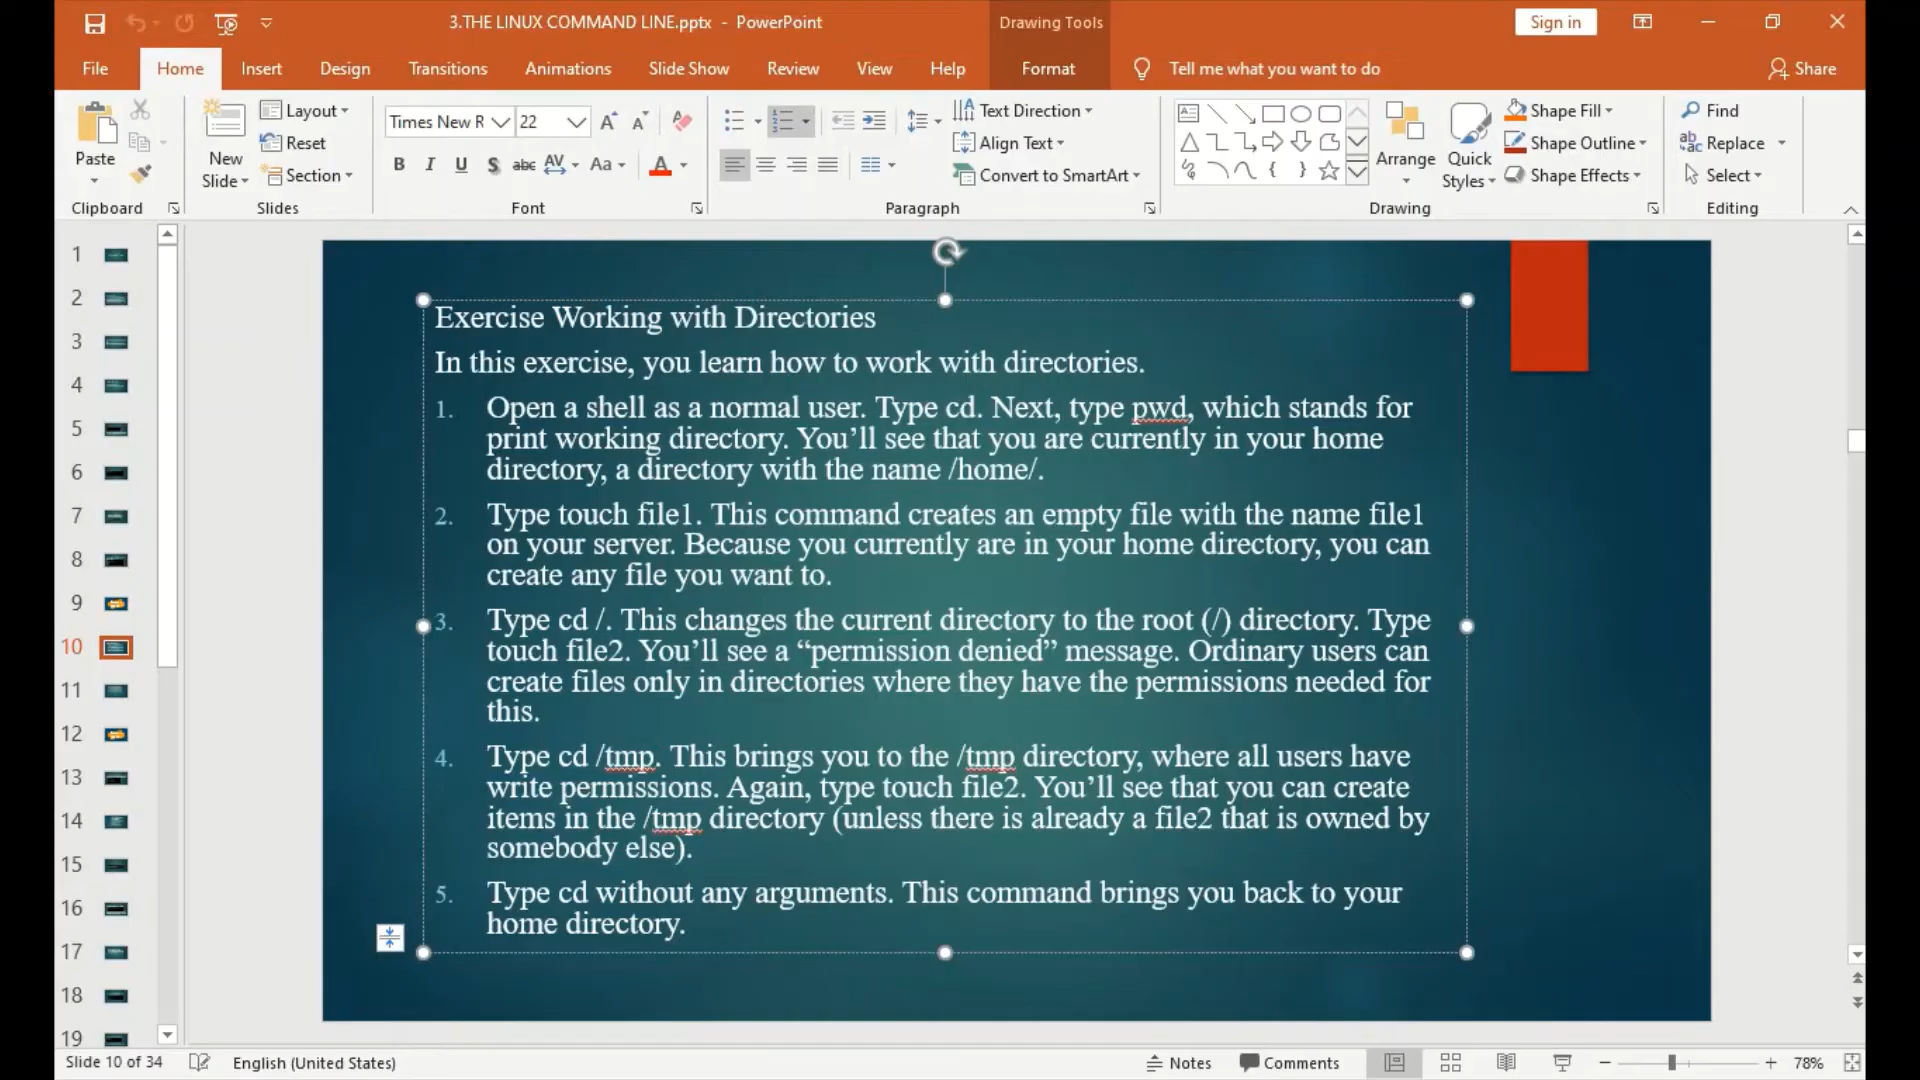 3.THE LINUX COMMAND LINE.pptx - PowerPoint
Drawing Tools
Sign in
File
Home
Insert
Design
Transitions
Animations
Slide Show
Review
View
Help
Format
Tell me what you want to do
Share
Paste
Clipboard
New Slide
Layout
Reset
Section
Slides
Times New R
22
B I U S abc AV Aa A
Font
Paragraph
Text Direction
Align Text
Convert to SmartArt
Drawing
Arrange
Quick Styles
Shape Fill
Shape Outline
Shape Effects
Find
Replace
Select
Editing
1
2
3
4
5
6
7
8
9
10
11
12
13
14
15
16
17
18
19
Exercise Working with Directories
In this exercise, you learn how to work with directories.
1. Open a shell as a normal user. Type cd. Next, type pwd, which stands for
print working directory. You’ll see that you are currently in your home
directory, a directory with the name /home/.
2. Type touch file1. This command creates an empty file with the name file1
on your server. Because you currently are in your home directory, you can
create any file you want to.
3. Type cd /. This changes the current directory to the root (/) directory. Type
touch file2. You’ll see a “permission denied” message. Ordinary users can
create files only in directories where they have the permissions needed for
this.
4. Type cd /tmp. This brings you to the /tmp directory, where all users have
write permissions. Again, type touch file2. You’ll see that you can create
items in the /tmp directory (unless there is already a file2 that is owned by
somebody else).
5. Type cd without any arguments. This command brings you back to your
home directory.
Slide 10 of 34
English (United States)
Notes
Comments
78%